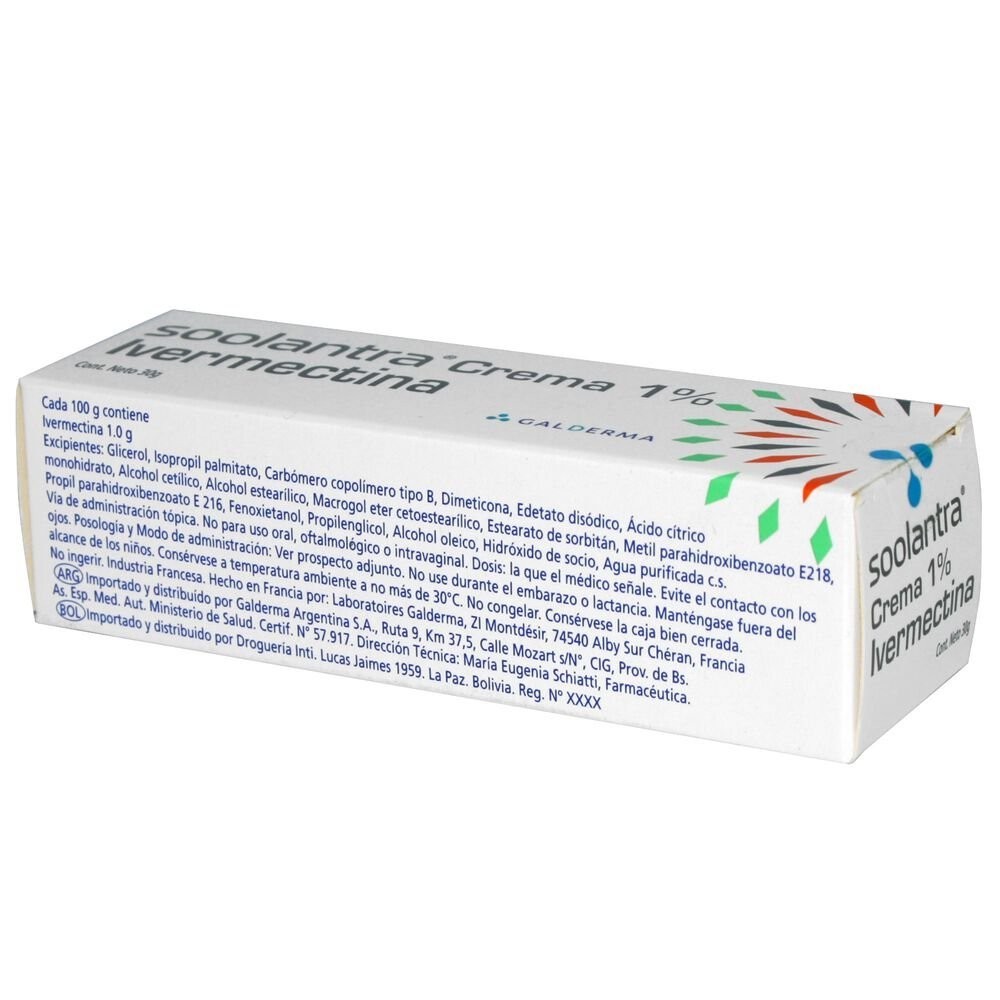 soolantra® Crema 1%
Ivermectina
Cont. Neto 30g
GALDERMA
Cada 100 g contiene
Ivermectina 1.0 g
Excipientes: Glicerol, Isopropil palmitato, Carbómero copolímero tipo B, Dimeticona, Edetato disódico, Ácido cítrico
monohidrato, Alcohol cetílico, Alcohol estearílico, Macrogol eter cetoestearílico, Estearato de sorbitán, Metil parahidroxibenzoato E218,
Propil parahidroxibenzoato E 216, Fenoxietanol, Propilenglicol, Alcohol oleico, Hidróxido de socio, Agua purificada c.s.
Vía de administración tópica. No para uso oral, oftalmológico o intravaginal. Dosis: la que el médico señale. Evite el contacto con los
ojos. Posología y Modo de administración: Ver prospecto adjunto. No use durante el embarazo o lactancia. Manténgase fuera del
alcance de los niños. Consérvese a temperatura ambiente a no más de 30°C. No congelar. Consérvese la caja bien cerrada.
No ingerir. Industria Francesa. Hecho en Francia por: Laboratoires Galderma, ZI Montdésir, 74540 Alby Sur Chéran, Francia
ARG Importado y distribuido por Galderma Argentina S.A., Ruta 9, Km 37,5, Calle Mozart s/N°, CIG, Prov. de Bs.
As. Esp. Med. Aut. Ministerio de Salud. Certif. N° 57.917. Dirección Técnica: María Eugenia Schiatti, Farmacéutica.
BOL Importado y distribuido por Droguería Inti. Lucas Jaimes 1959. La Paz. Bolivia. Reg. N° XXXX
soolantra®
Crema 1%
Ivermectina
Cont. Neto 30g